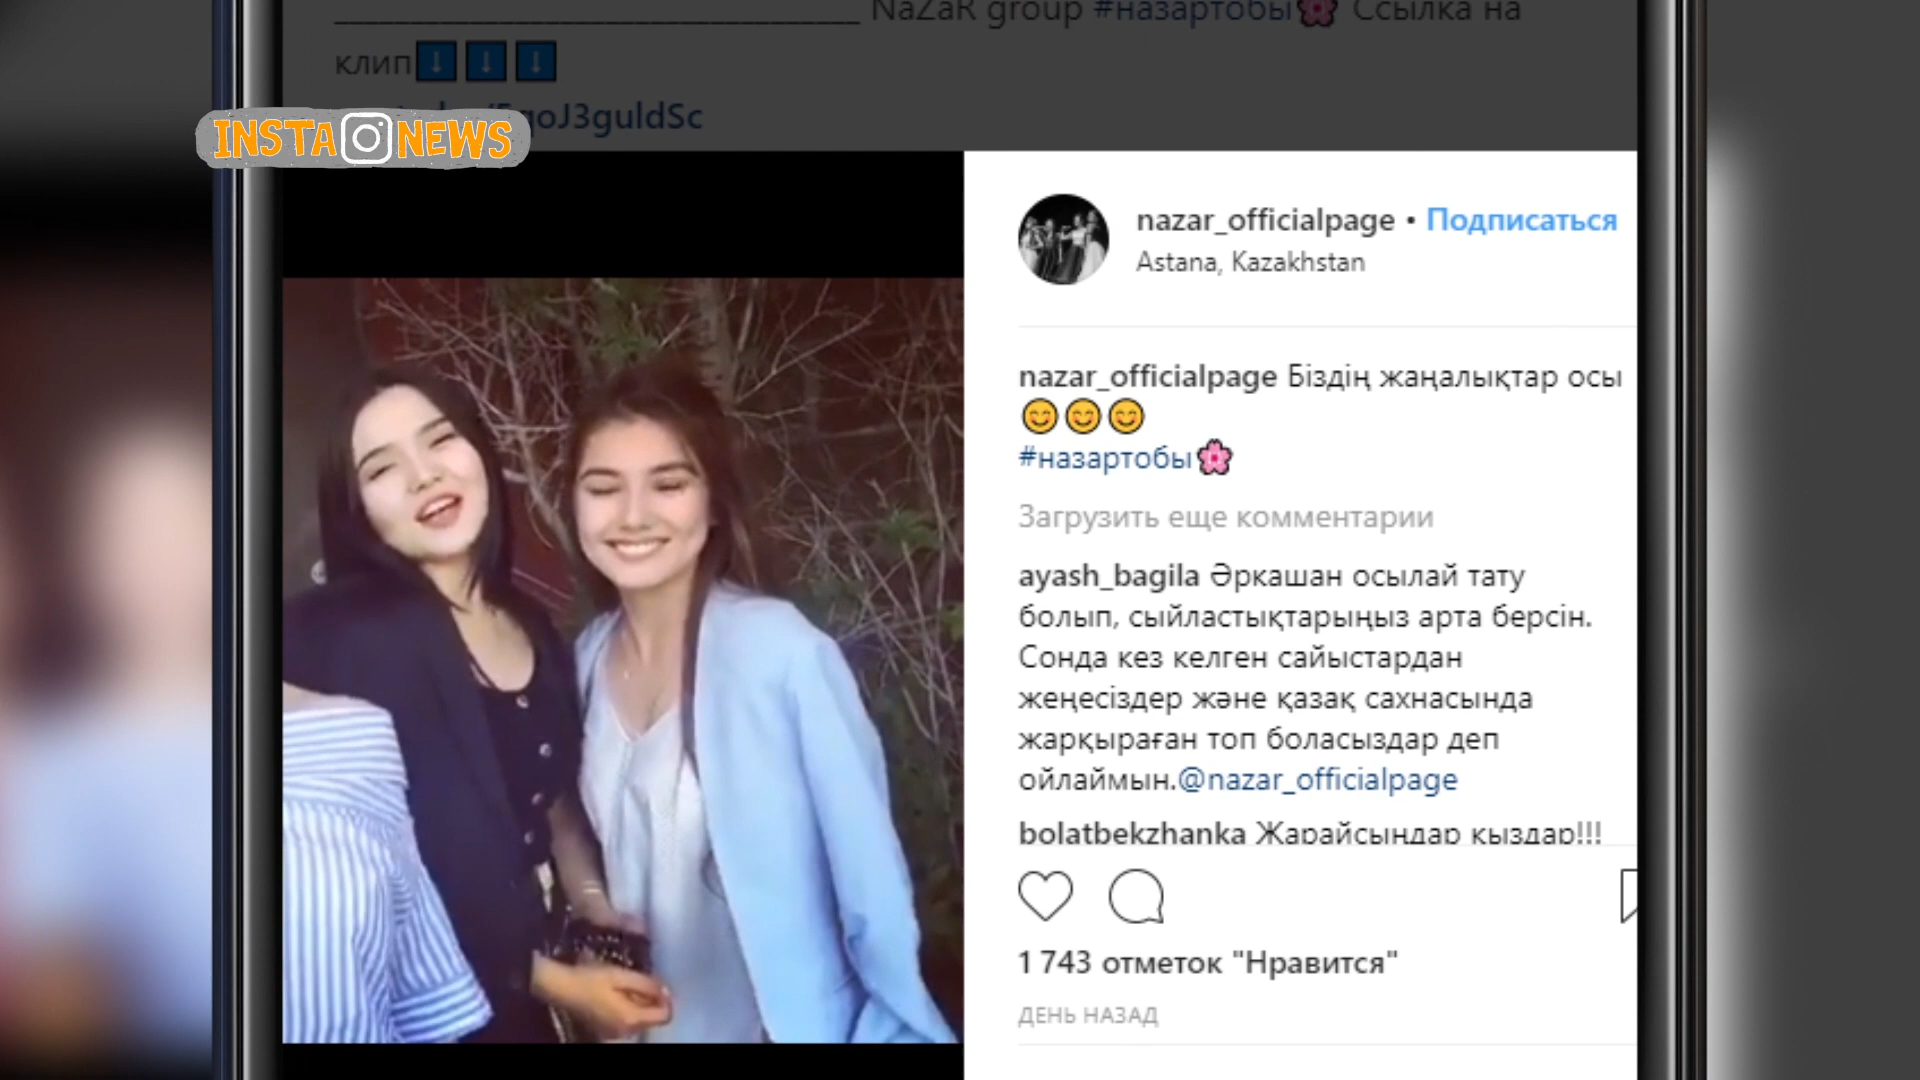 NaZaR group #назартобы🌸 Ссылка на
клип⬇️⬇️⬇️
INSTA NEWS
nazar_officialpage • Подписаться
Astana, Kazakhstan
nazar_officialpage Біздің жаңалықтар осы
😊😊😊
#назартобы🌸
Загрузить еще комментарии
ayash_bagila Әркашан осылай тату
болып, сыйластықтарыңыз арта берсін.
Сонда кез келген сайыстардан
жеңесіздер және қазақ сахнасында
жарқыраған топ боласыздар деп
ойлаймын.@nazar_officialpage
bolatbekzhanka Жарайсыңдар қыздар!!!
1 743 отметок "Нравится"
ДЕНЬ НАЗАД